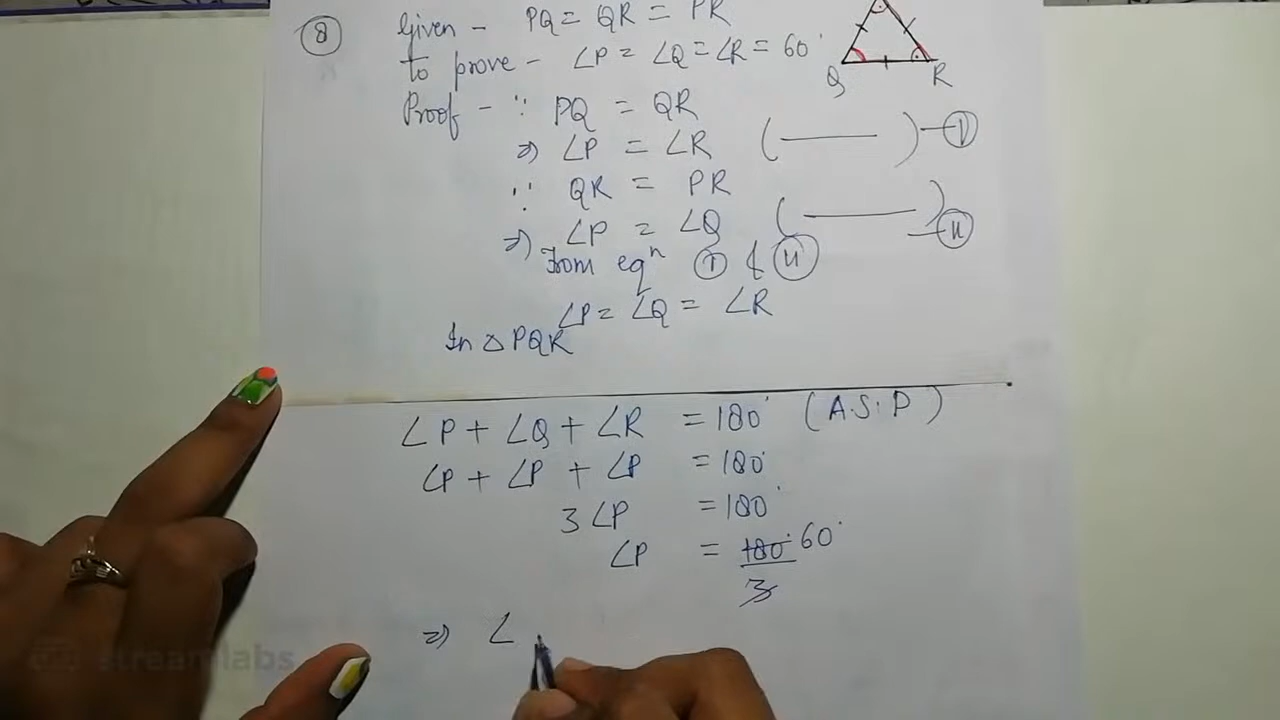 ⑧ Given - PQ = QR = PR
to prove - ∠P = ∠Q = ∠R = 60°
Q R
Proof - ∵ PQ = QR
⇒ ∠P = ∠R ( —— ) — Ⓘ
∵ QR = PR
⇒ ∠P = ∠Q ( —— ) — Ⓘⓘ
From eqⁿ Ⓘ & Ⓘⓘ
∠P = ∠Q = ∠R
In △ PQR
∠P + ∠Q + ∠R = 180° (A.S.P)
∠P + ∠P + ∠P = 180°
3∠P = 180°
∠P = 180° 60°
3
⇒ ∠
streamlabs